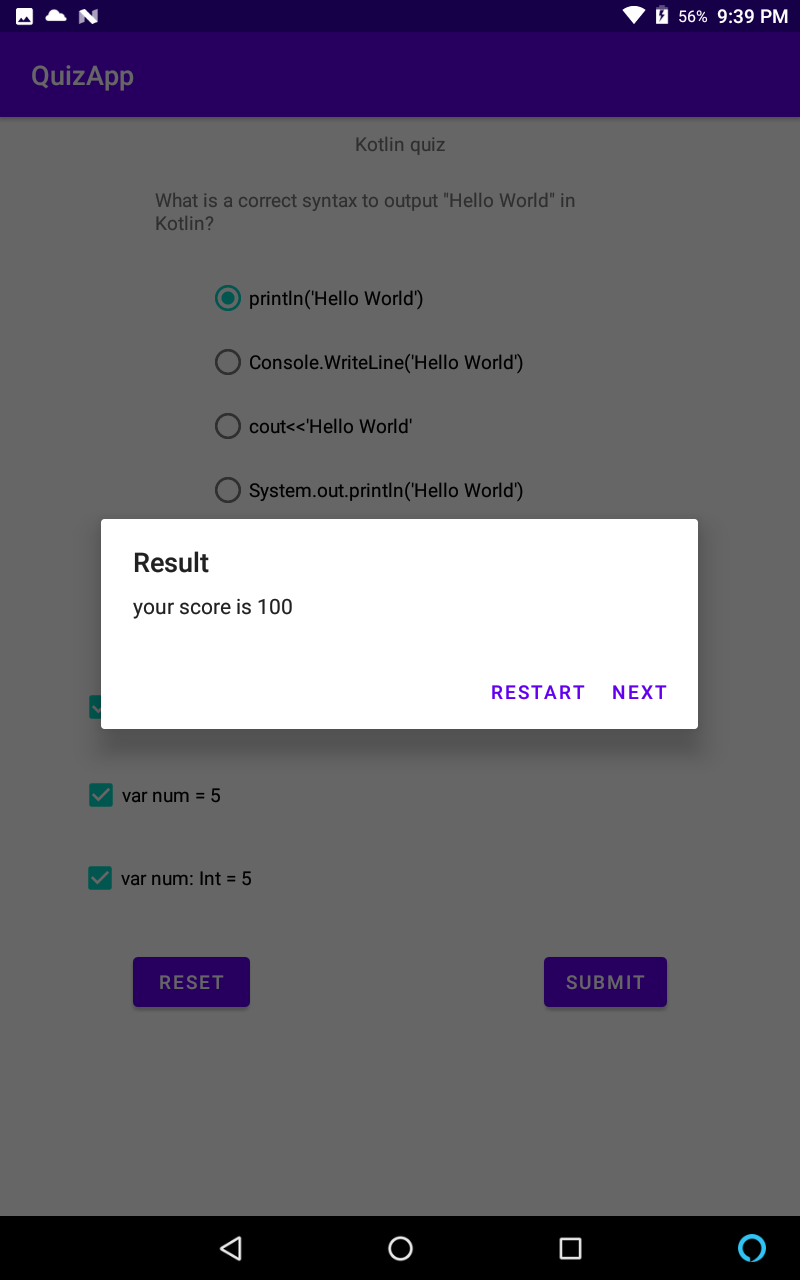 56% 9:39 PM
QuizApp
Kotlin quiz
What is a correct syntax to output "Hello World" in
Kotlin?
println('Hello World')
Console.WriteLine('Hello World')
cout<<'Hello World'
System.out.println('Hello World')
Result
your score is 100
RESTART NEXT
var num = 5
var num: Int = 5
RESET SUBMIT